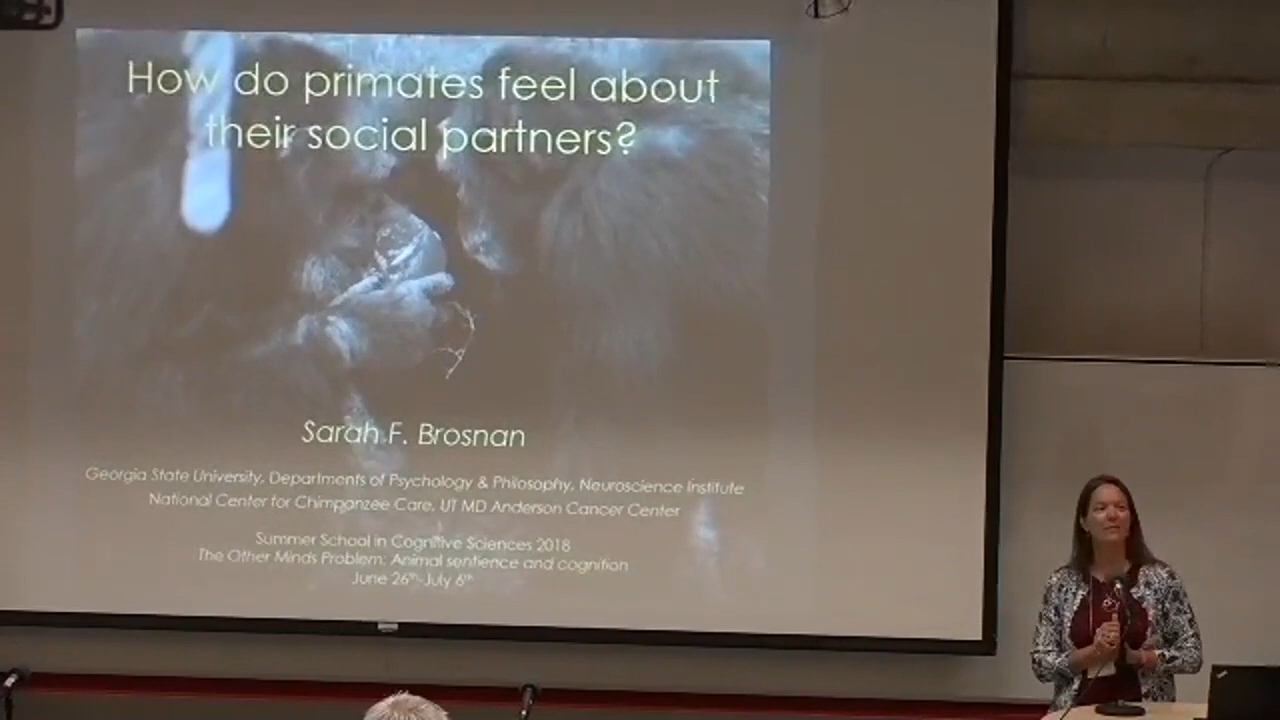 How do primates feel about
their social partners?
Sarah F. Brosnan
Georgia State University, Departments of Psychology & Philosophy, Neuroscience Institute
National Center for Chimpanzee Care, UT MD Anderson Cancer Center
Summer School in Cognitive Sciences 2018
The Other Minds Problem: Animal sentience and cognition
June 26th-July 6th